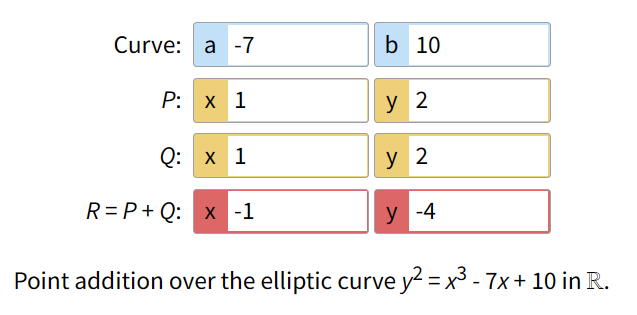 Curve: a -7 b 10
P: x 1 y 2
Q: x 1 y 2
R = P + Q: x -1 y -4
Point addition over the elliptic curve y² = x³ - 7x + 10 in ℝ.